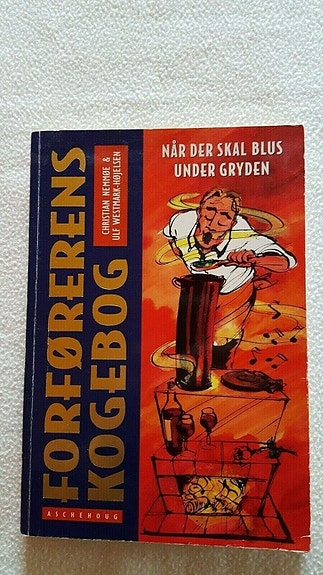 FORFØRERENS
KOGEBOG
CHRISTIAN NEMMØE &
ULF WESTMARK-HØJELSEN
NÅR DER SKAL BLUS
UNDER GRYDEN
ASCHEHOUG